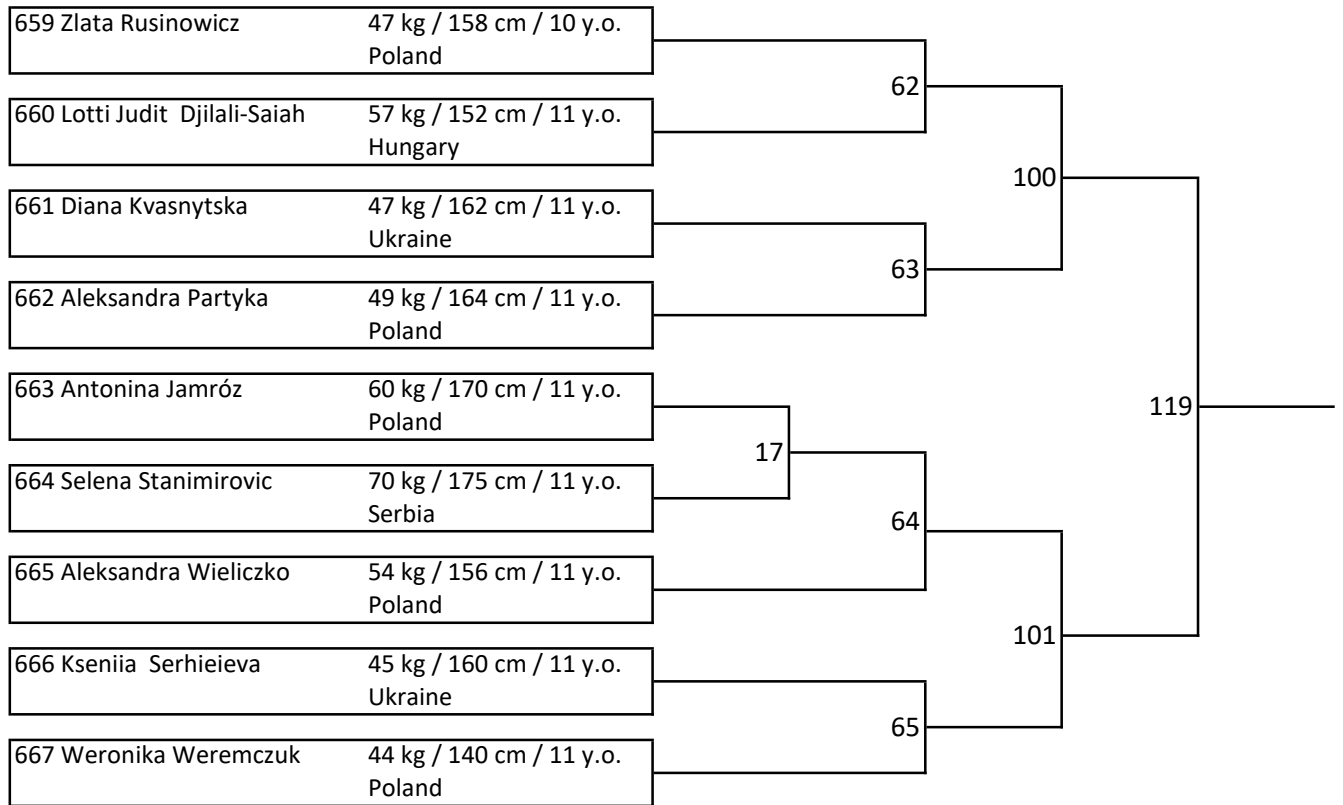 659 Zlata Rusinowicz 47 kg / 158 cm / 10 y.o.
Poland
62
660 Lotti Judit  Djilali-Saiah 57 kg / 152 cm / 11 y.o.
Hungary
100
661 Diana Kvasnytska 47 kg / 162 cm / 11 y.o.
Ukraine
63
662 Aleksandra Partyka 49 kg / 164 cm / 11 y.o.
Poland
663 Antonina Jamróz 60 kg / 170 cm / 11 y.o.
Poland
119
17
664 Selena Stanimirovic 70 kg / 175 cm / 11 y.o.
Serbia
64
665 Aleksandra Wieliczko 54 kg / 156 cm / 11 y.o.
Poland
101
666 Kseniia  Serhieieva 45 kg / 160 cm / 11 y.o.
Ukraine
65
667 Weronika Weremczuk 44 kg / 140 cm / 11 y.o.
Poland